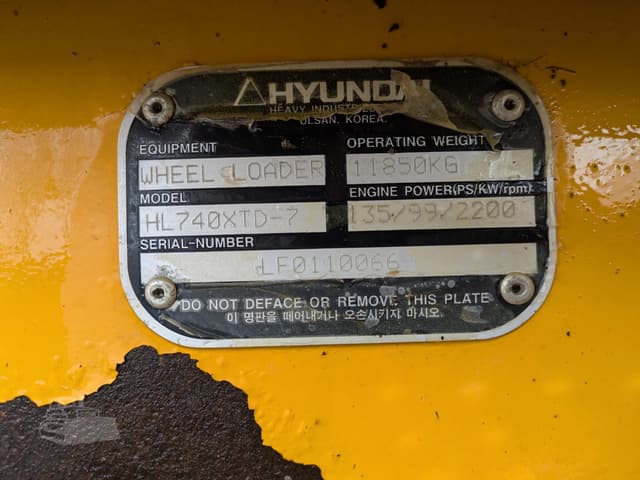 HYUNDAI
HEAVY INDUSTRIES
ULSAN, KOREA.
EQUIPMENT
WHEEL LOADER
OPERATING WEIGHT
11850KG
MODEL
HL740XTD-7
ENGINE POWER(PS/KW/rpm)
135/99/2200
SERIAL-NUMBER
LF0110066
DO NOT DEFACE OR REMOVE THIS PLATE
이 명판을 떼어내거나 오손시키지 마시오.